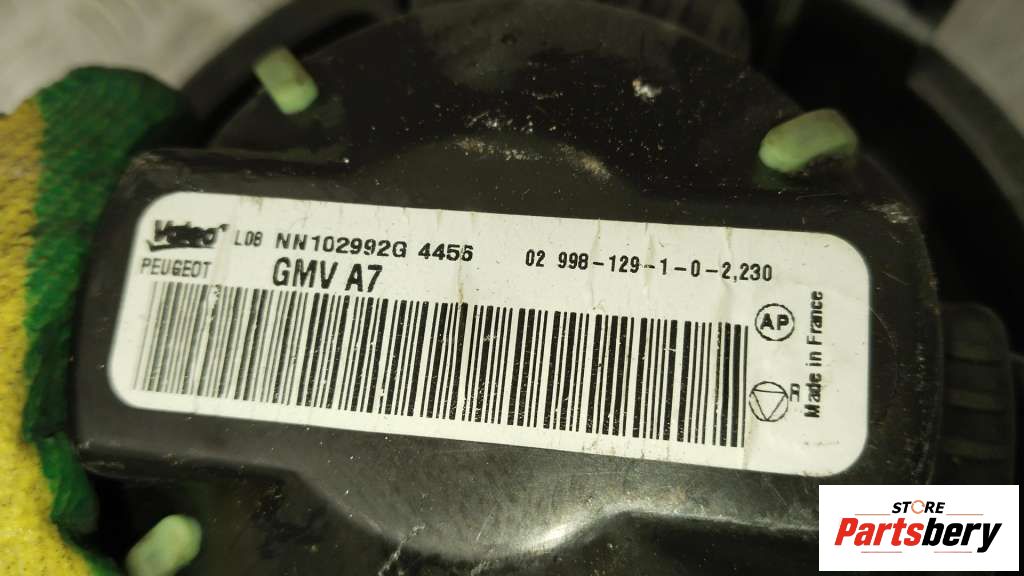 Valeo L08 NN102992G 4456 02 998-129-1-0-2,230
PEUGEOT GMV A7
AP
R
Made in France
STORE
Partsbery